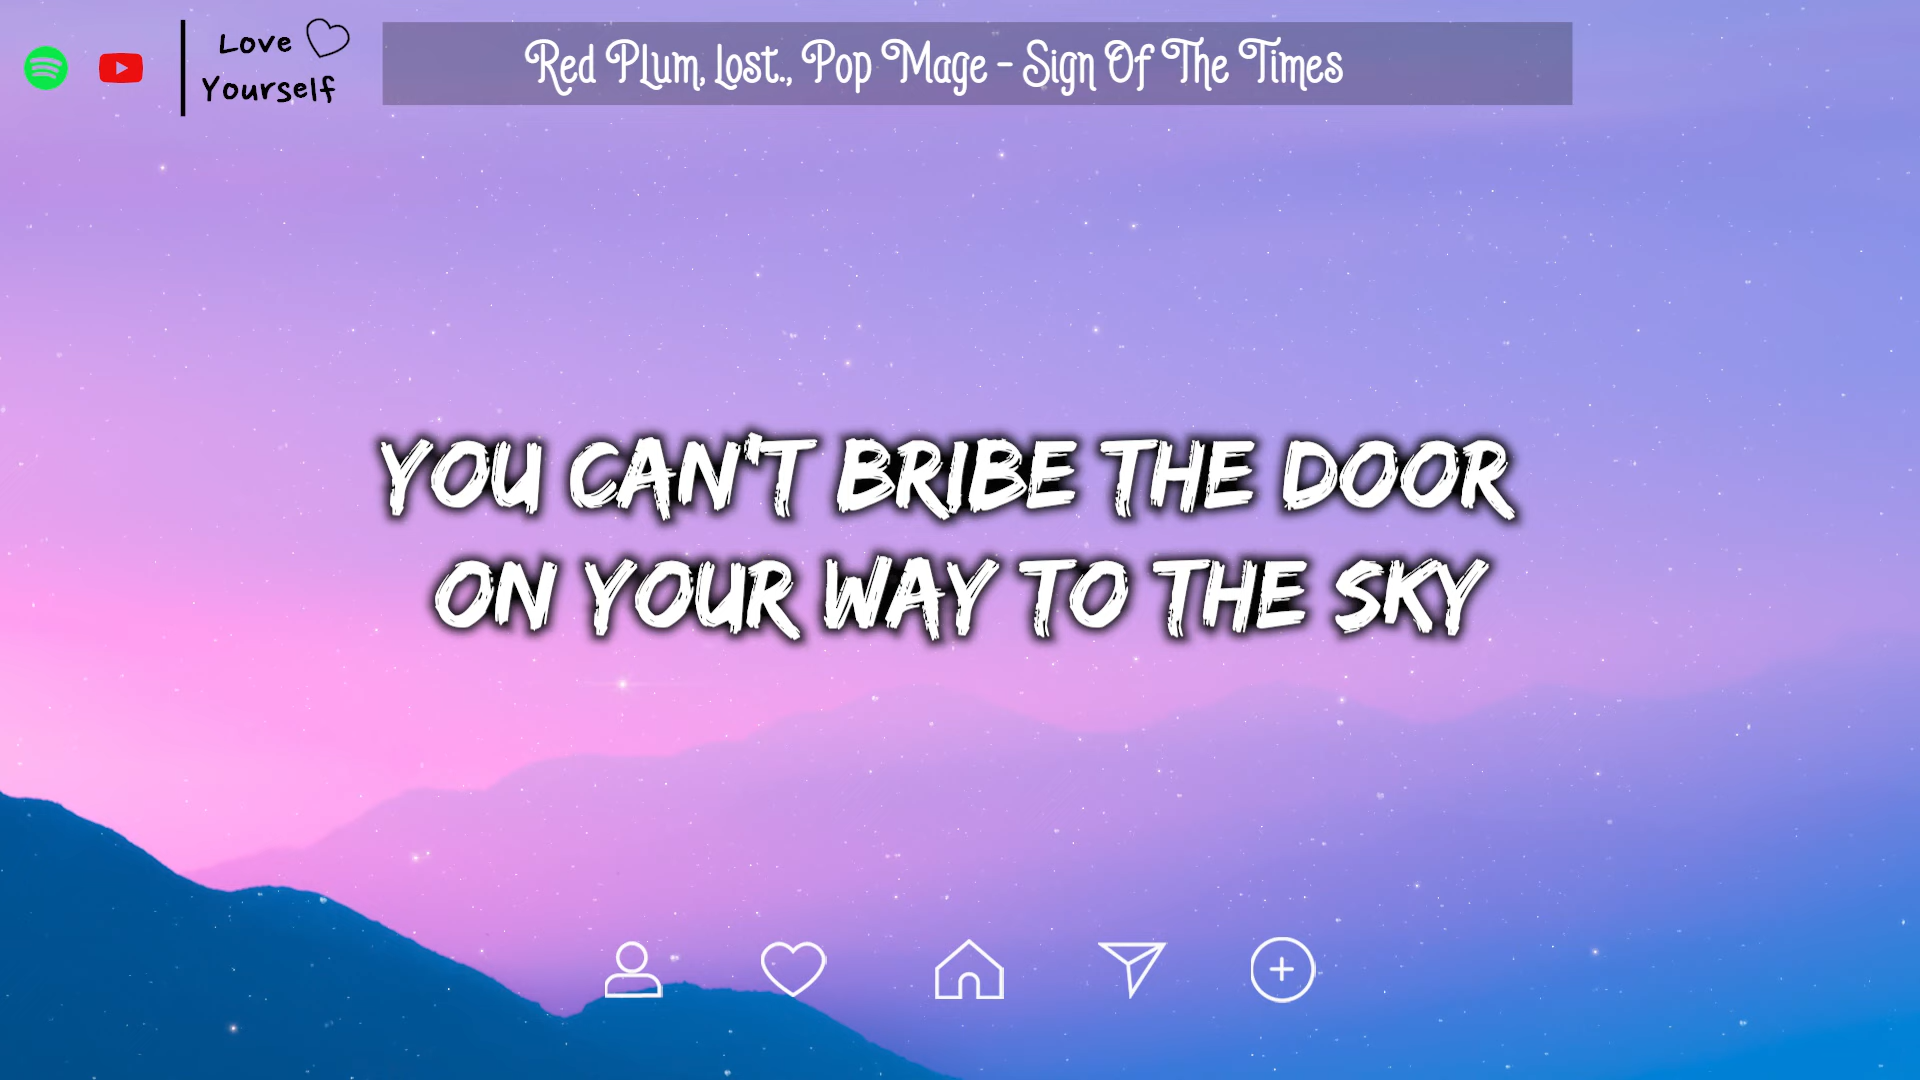 Love
Yourself
Red Plum, Lost., Pop Mage - Sign Of The Times
YOU CAN'T BRIBE THE DOOR
ON YOUR WAY TO THE SKY